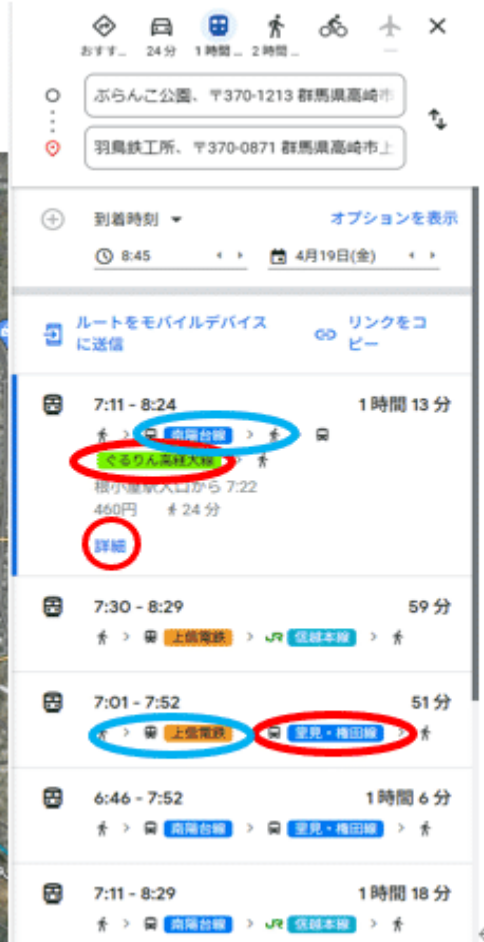 おすす…
24分
1時間…
2時間…
ぶらんこ公園、〒370-1213 群馬県高崎市
羽鳥鉄工所、〒370-0871 群馬県高崎市上
到着時刻
オプションを表示
8:45
4月19日(金)
ルートをモバイルデバイス
に送信
リンクをコ
ピー
7:11 - 8:24
1時間 13 分
南陽台線
ぐるりん高経大線
根小屋駅入口から 7:22
460円 24 分
詳細
7:30 - 8:29
59 分
上信電鉄 JR 信越本線
7:01 - 7:52
51 分
上信電鉄 里見・権田線
6:46 - 7:52
1時間 6 分
南陽台線 里見・権田線
7:11 - 8:29
1時間 18 分
南陽台線 JR 信越本線